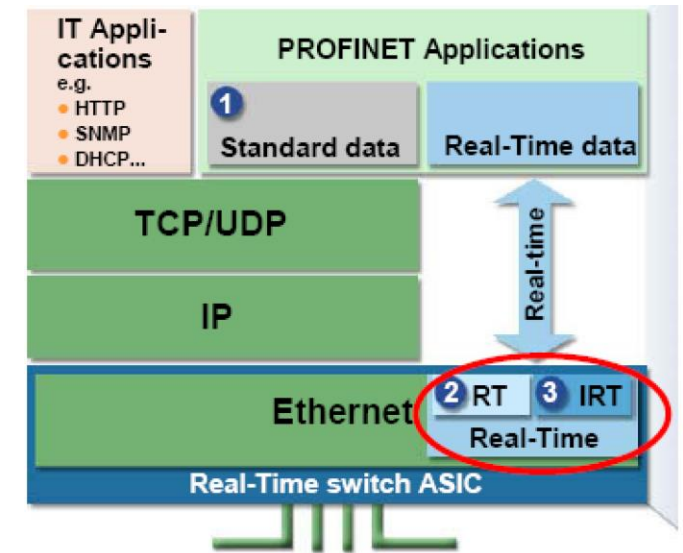 IT Appli-
cations
e.g.
• HTTP
• SNMP
• DHCP...
PROFINET Applications
1
Standard data
Real-Time data
TCP/UDP
Real-time
IP
Ethernet
2 RT
3 IRT
Real-Time
Real-Time switch ASIC